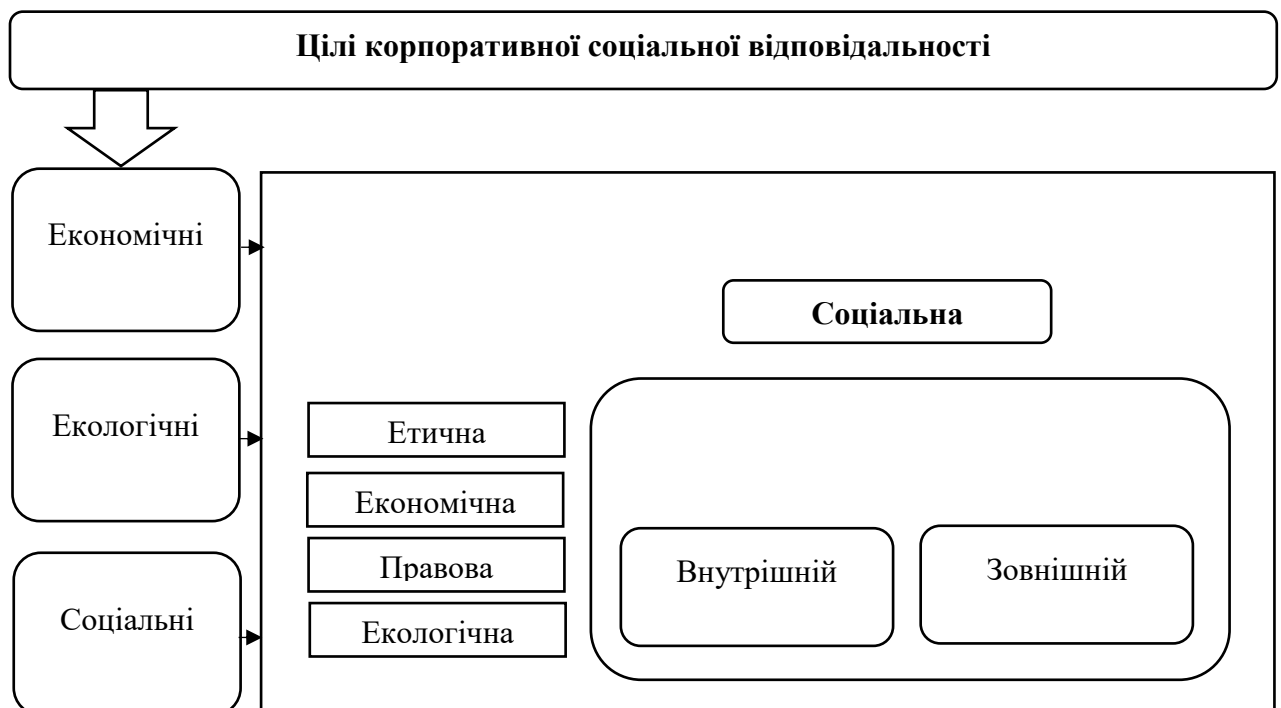 Цілі корпоративної соціальної відповідальності
Економічні
Екологічні
Соціальні
Соціальна
Етична
Економічна
Правова
Екологічна
Внутрішній
Зовнішній